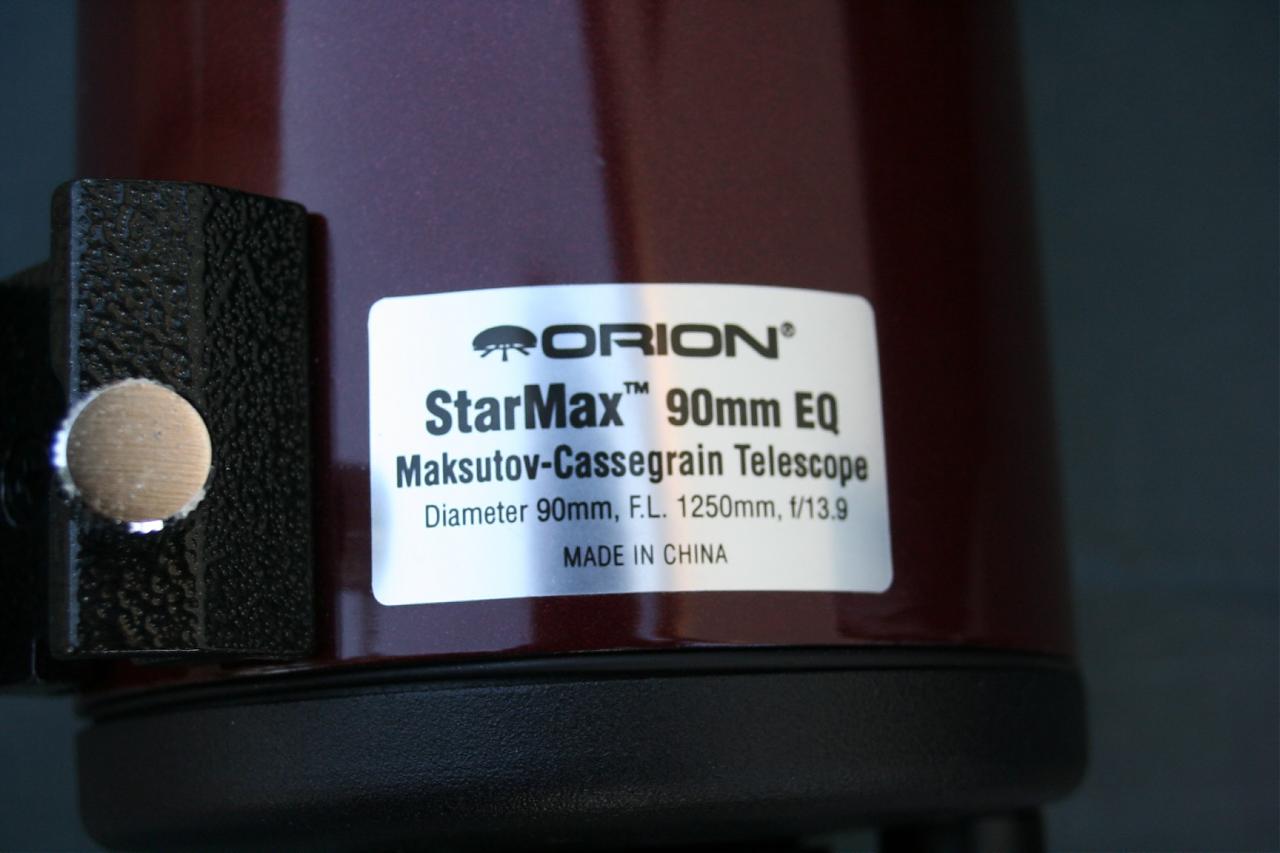 ORION®
StarMax™ 90mm EQ
Maksutov-Cassegrain Telescope
Diameter 90mm, F.L. 1250mm, f/13.9
MADE IN CHINA